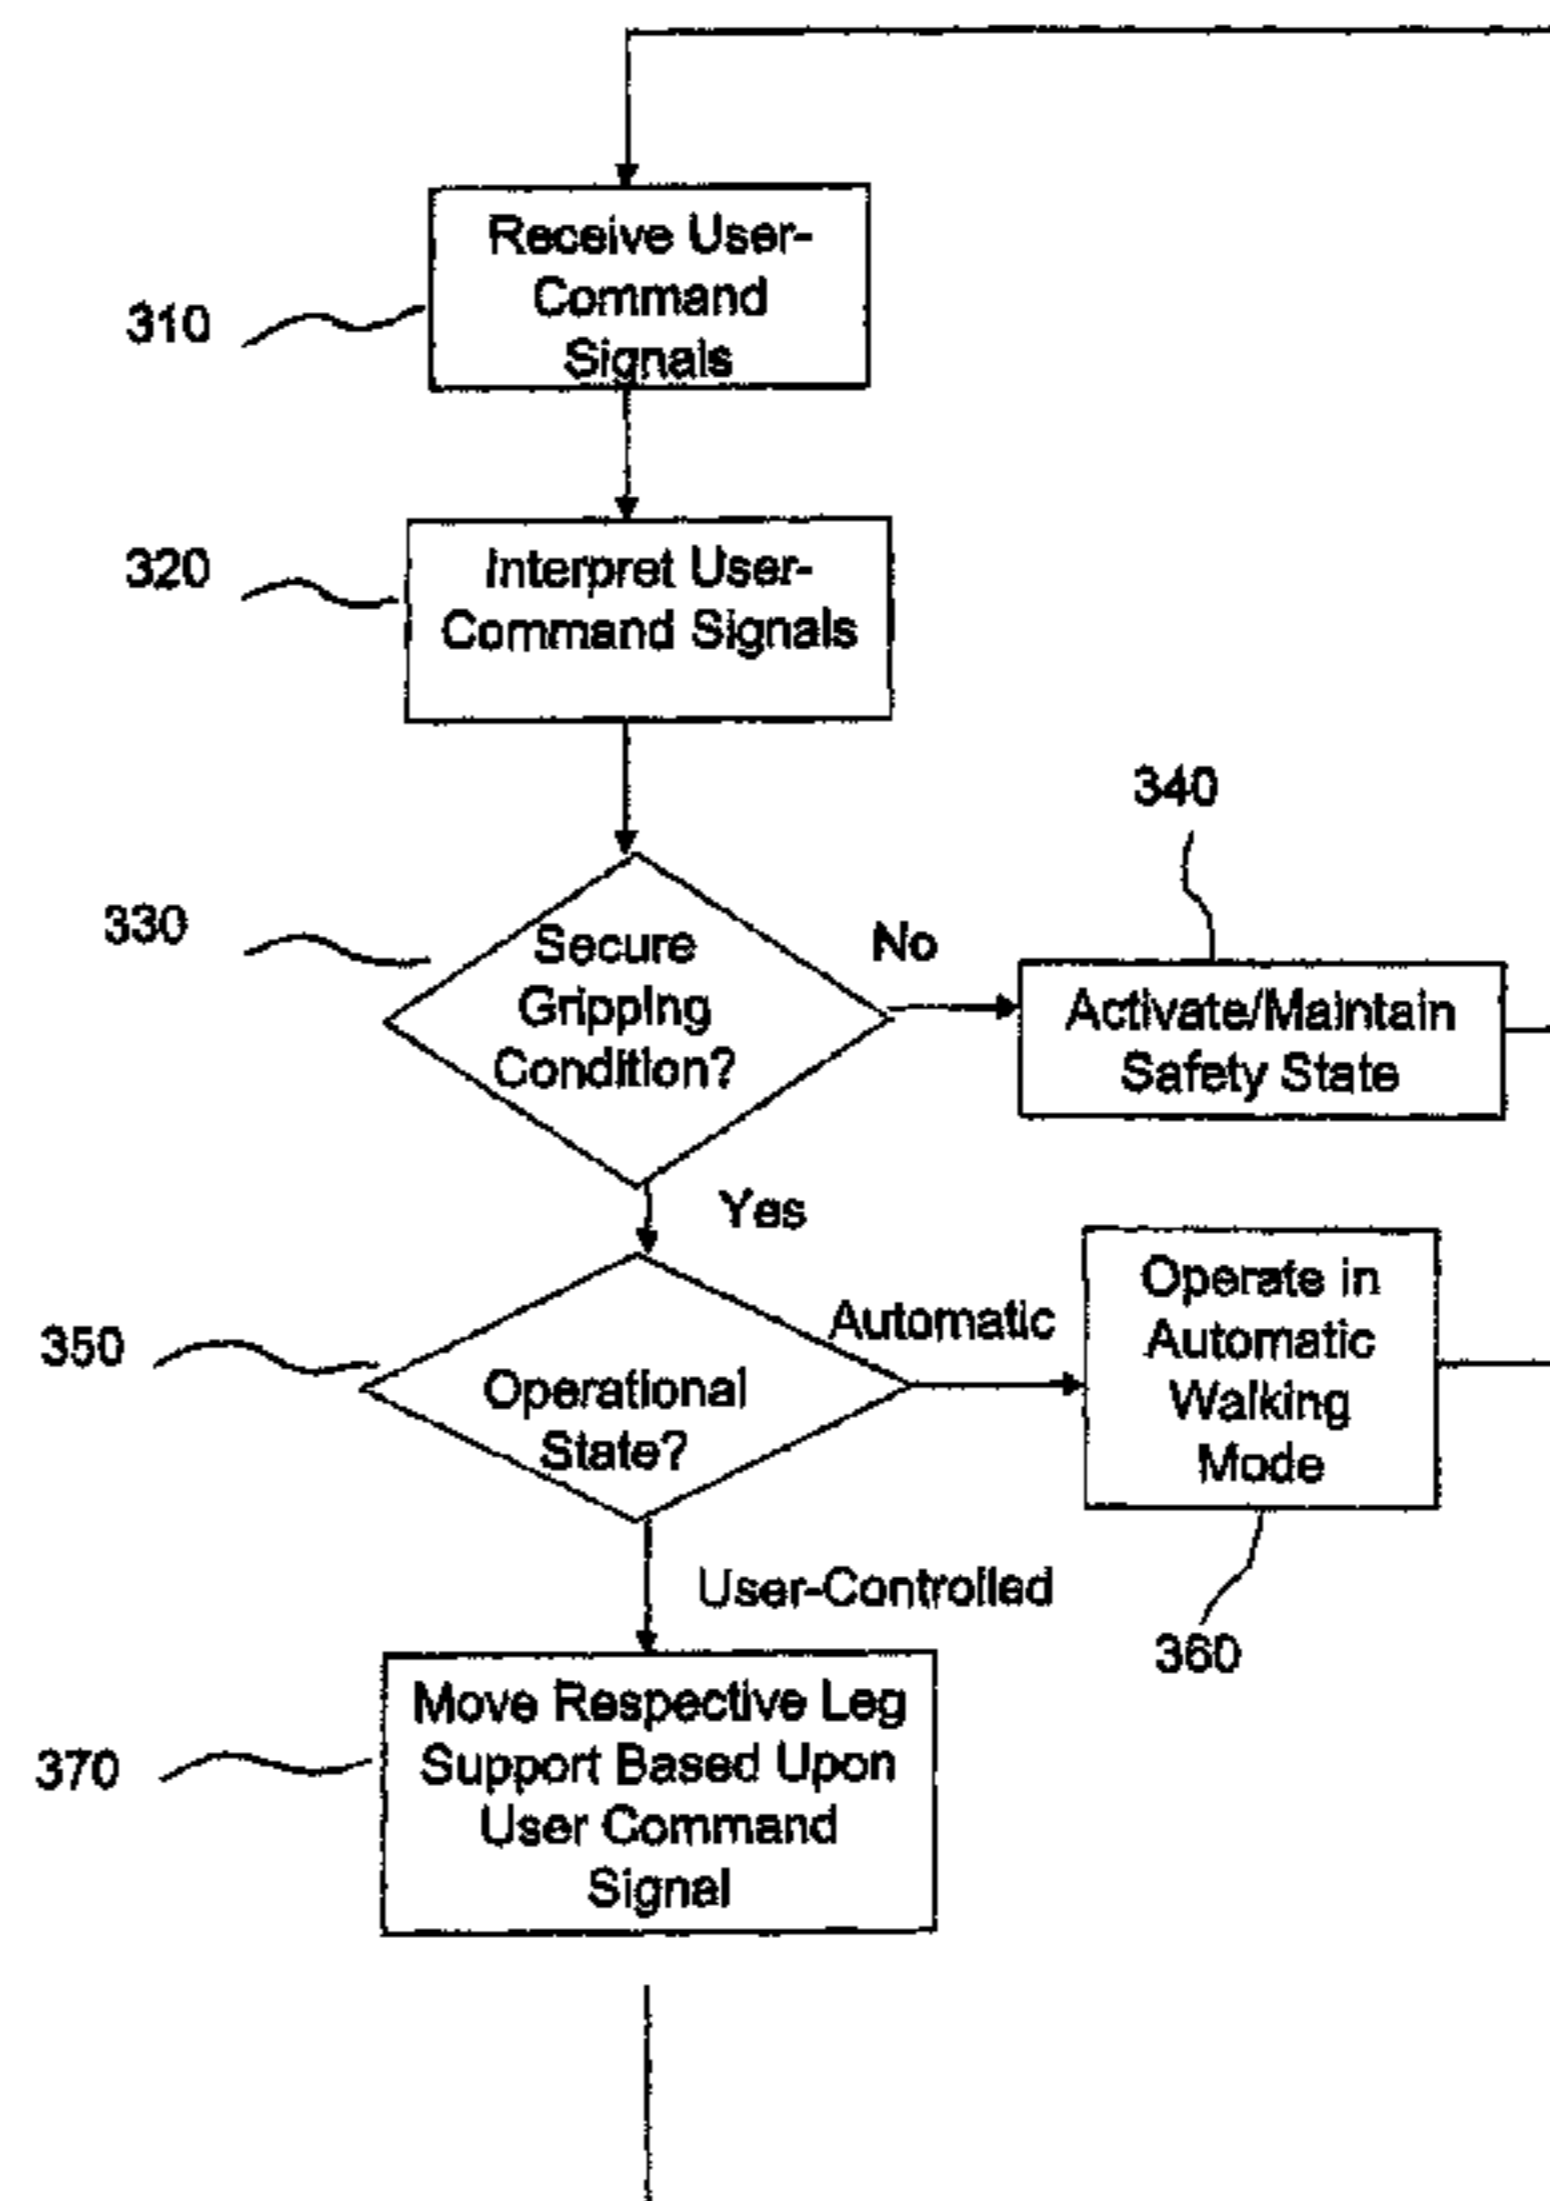 310
Receive User-
Command
Signals
320
Interpret User-
Command Signals
330
Secure
Gripping
Condition?
No
340
Activate/Maintain
Safety State
Yes
350
Operational
State?
Automatic
Operate in
Automatic
Walking
Mode
360
User-Controlled
370
Move Respective Leg
Support Based Upon
User Command
Signal